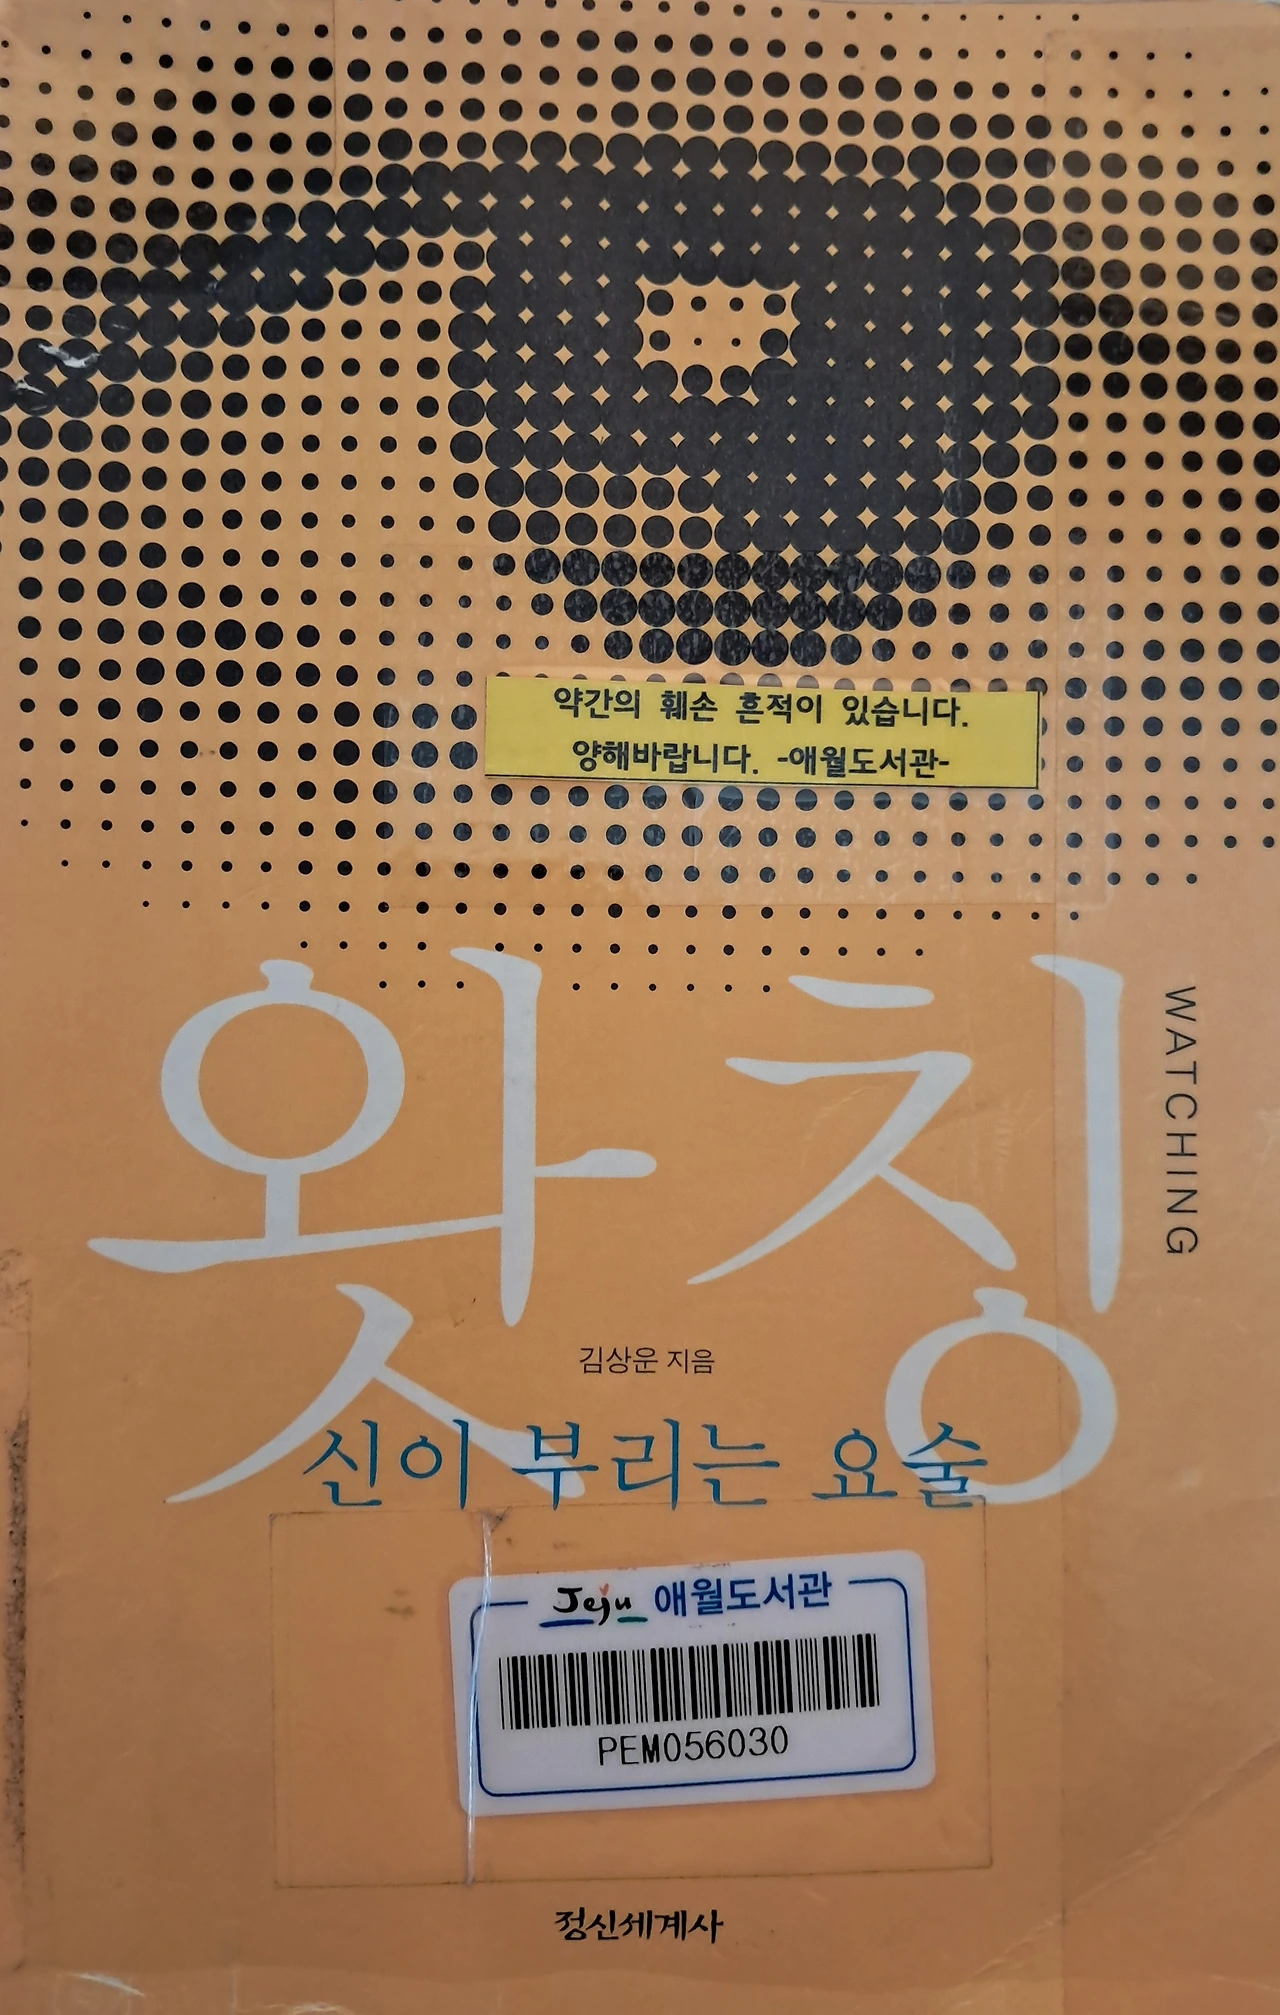 약간의 훼손 흔적이 있습니다.
양해바랍니다. -애월도서관-
왓칭
WATCHING
김상운 지음
신이 부리는 요술
Jeju 애월도서관
PEM056030
정신세계사